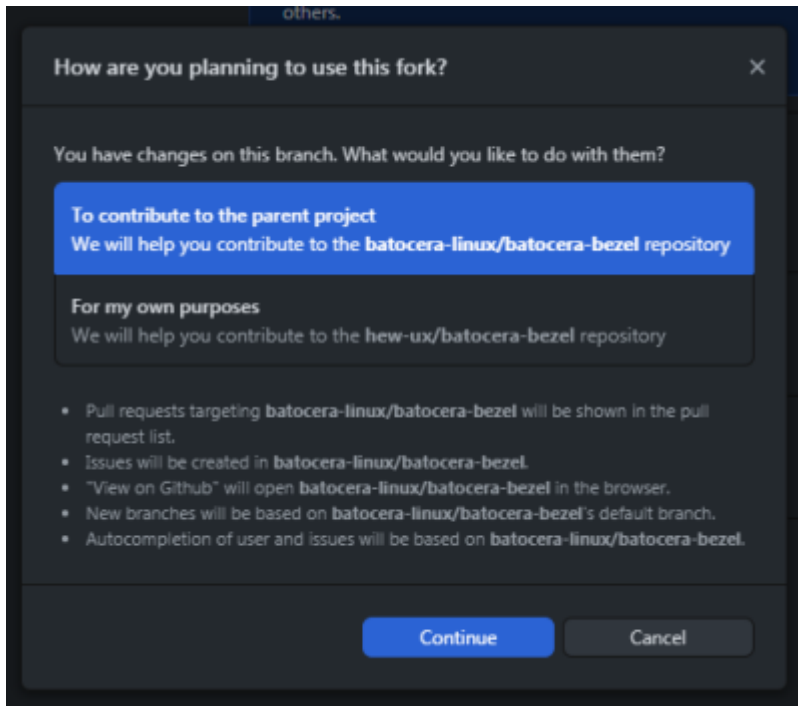 others.
How are you planning to use this fork?
You have changes on this branch. What would you like to do with them?
To contribute to the parent project
We will help you contribute to the batocera-linux/batocera-bezel repository
For my own purposes
We will help you contribute to the hew-ux/batocera-bezel repository
• Pull requests targeting batocera-linux/batocera-bezel will be shown in the pull
request list.
• Issues will be created in batocera-linux/batocera-bezel.
• "View on Github" will open batocera-linux/batocera-bezel in the browser.
• New branches will be based on batocera-linux/batocera-bezel's default branch.
• Autocompletion of user and issues will be based on batocera-linux/batocera-bezel.
Continue
Cancel